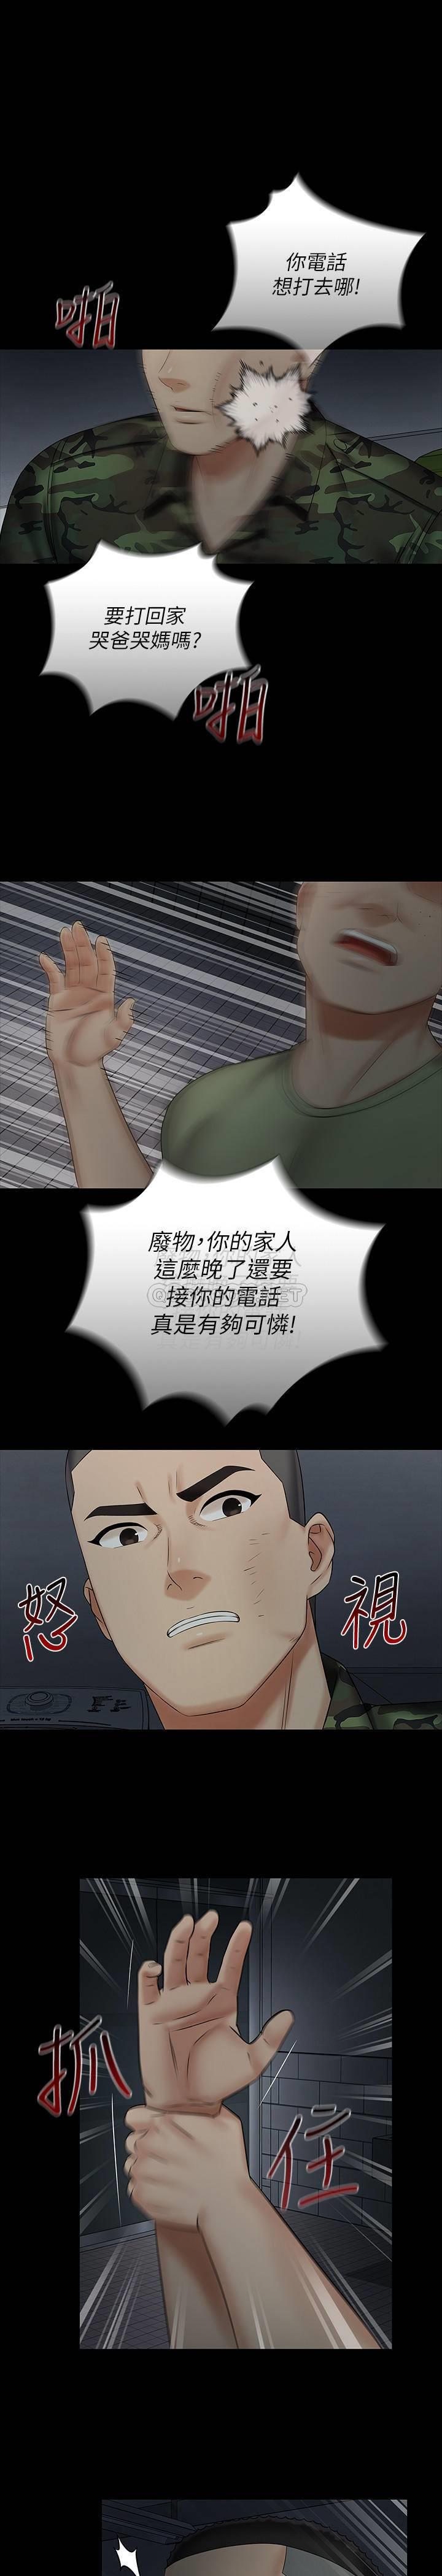 你電話
想打去哪!
啪
要打回家
哭爸哭媽嗎?
啪
廢物,你的家人
這麼晚了還要
接你的電話
真是有夠可憐!
怒視
抓住